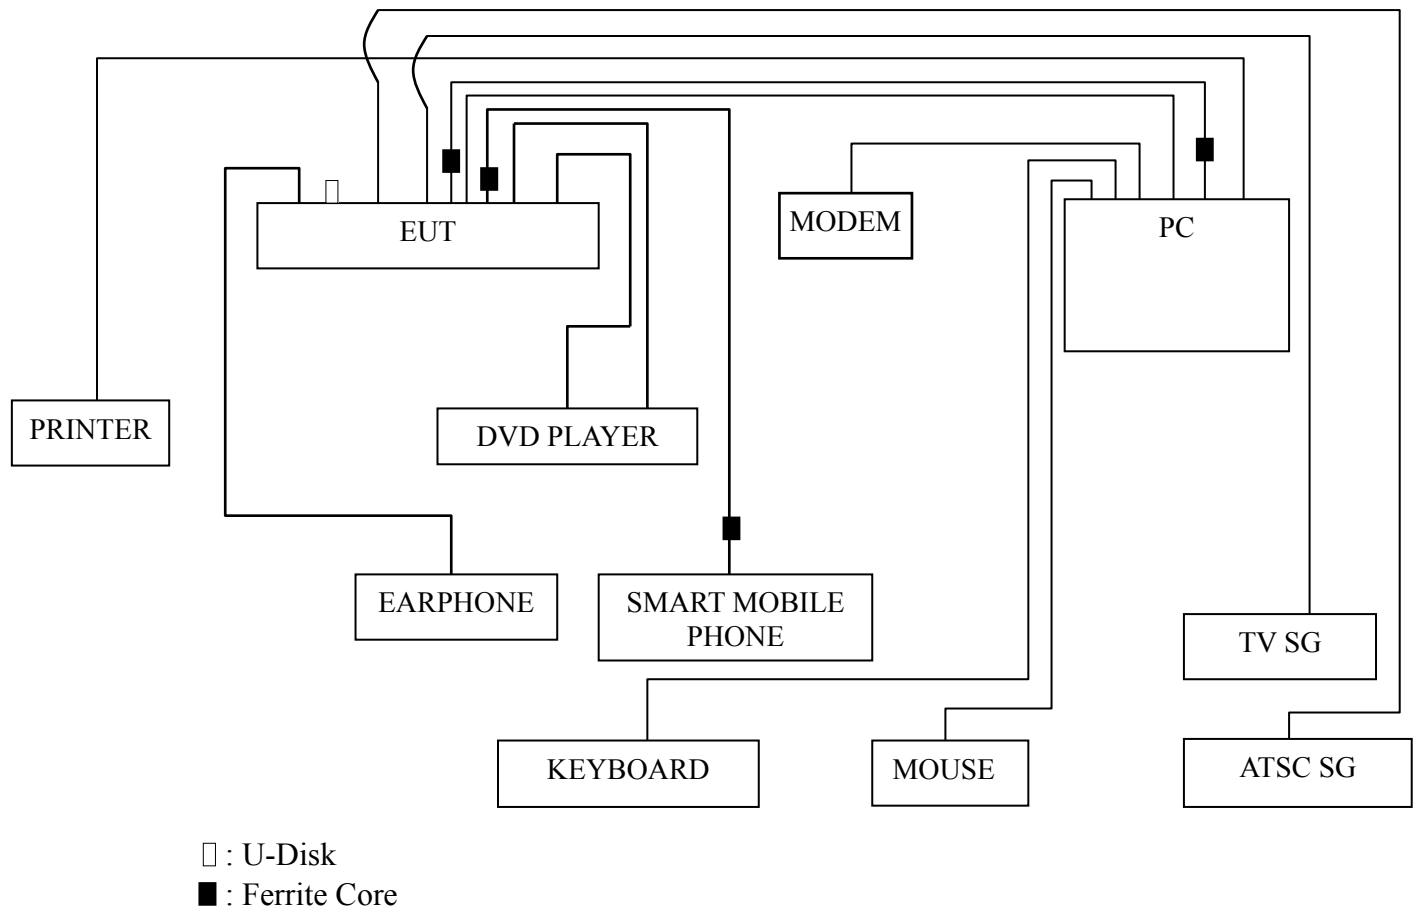 EUT
MODEM
PC
PRINTER
DVD PLAYER
EARPHONE
SMART MOBILE
PHONE
TV SG
KEYBOARD
MOUSE
ATSC SG
: U-Disk
: Ferrite Core